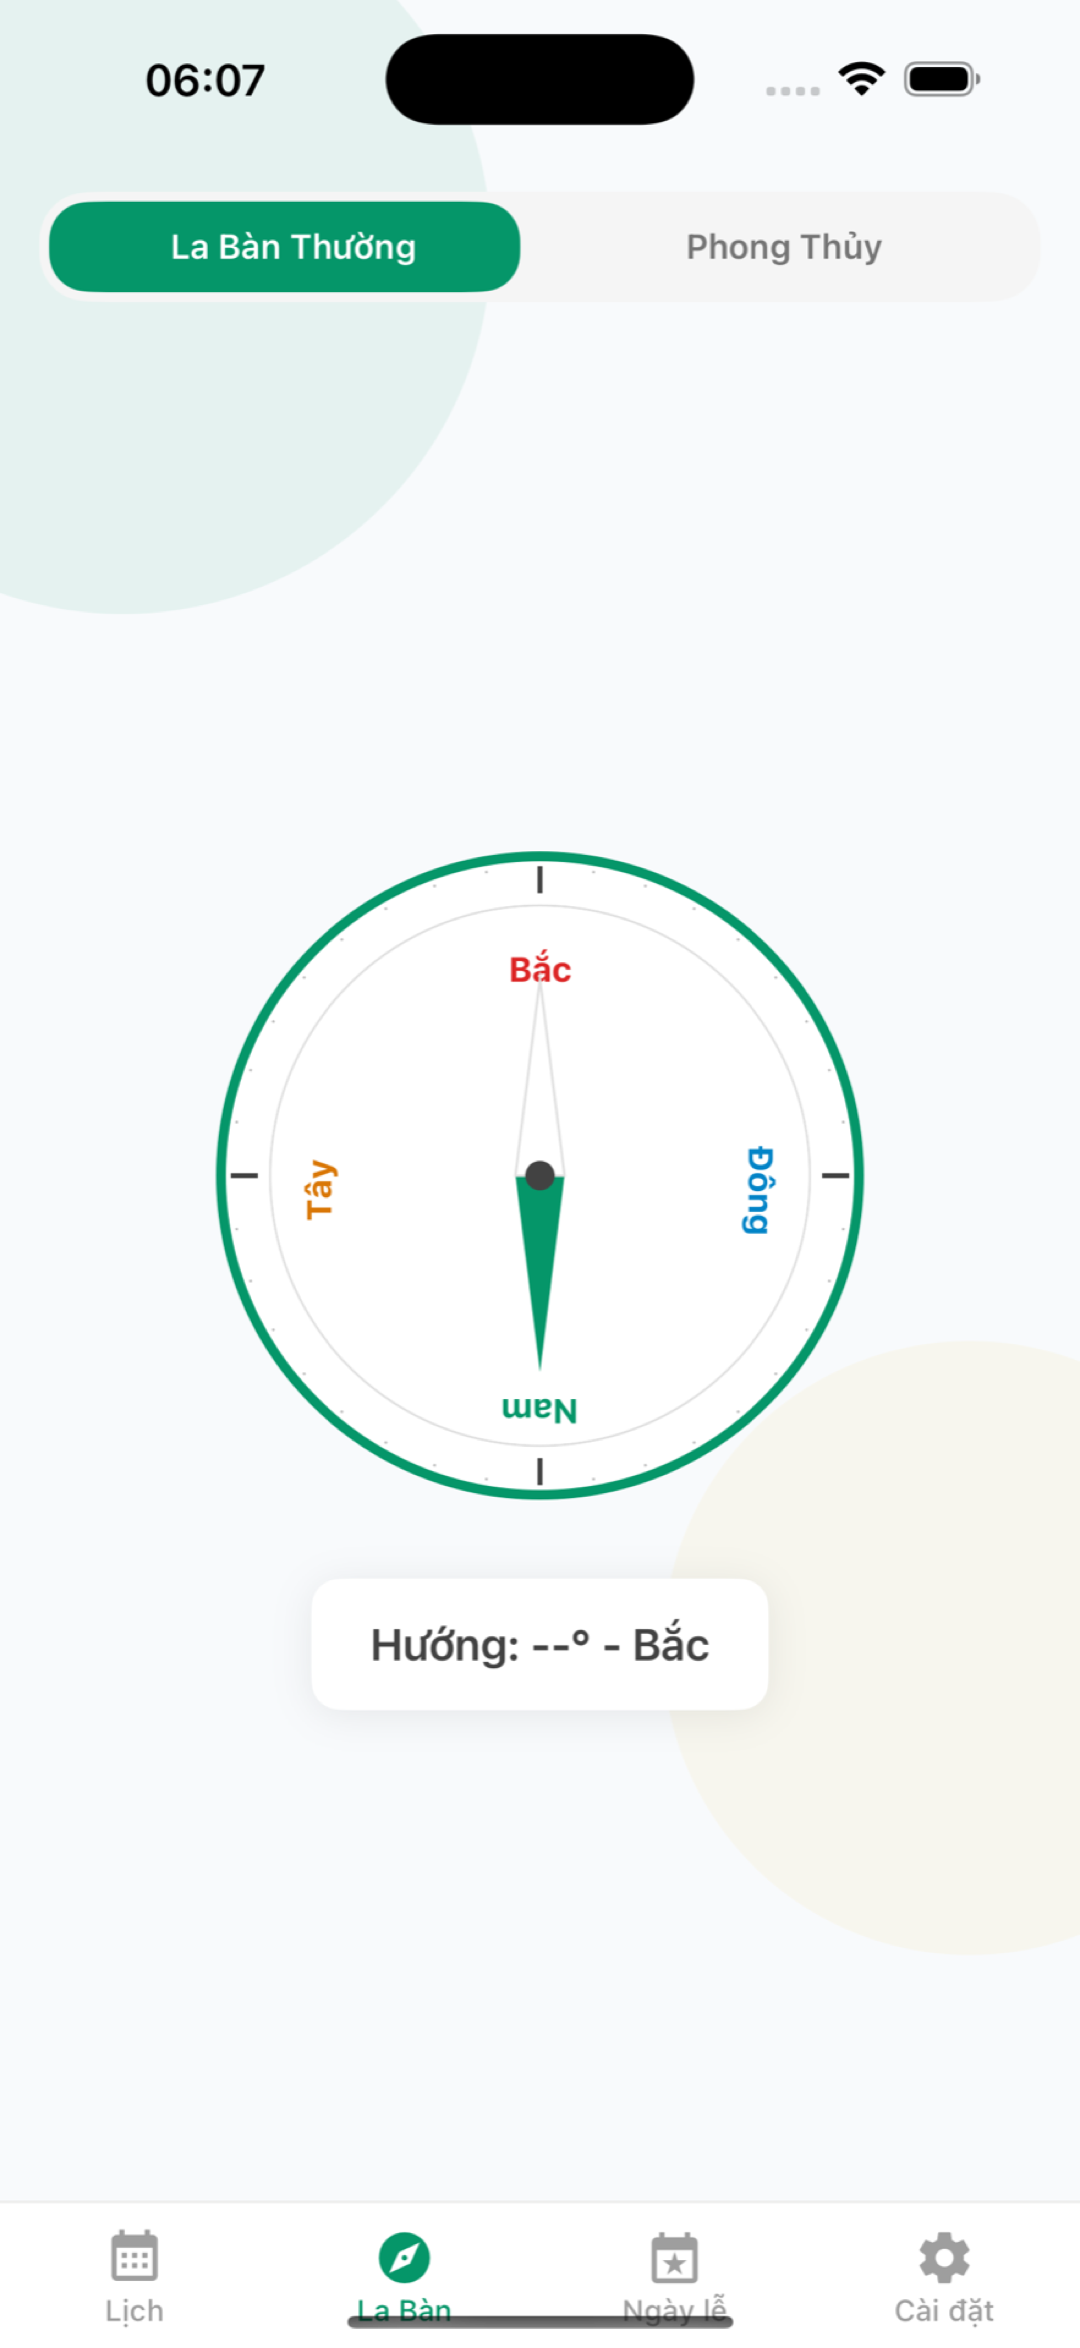 06:07
La Bàn Thường
Phong Thủy
Bắc
Tây
Đông
Nam
Hướng: --° - Bắc
Lịch
La Bàn
Ngày lễ
Cài đặt